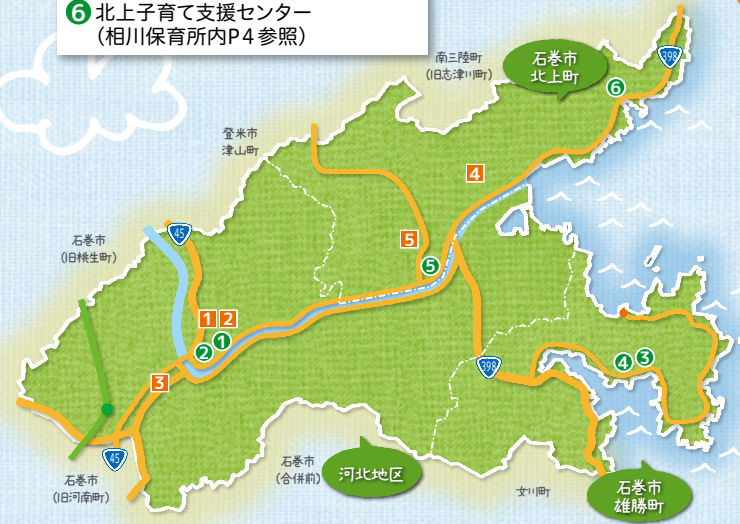 6 北上子育て支援センター
（相川保育所内P4参照）
南三陸町
（旧志津川町）
石巻市
北上町
398
6
登米市
津山町
4
石巻市
（旧桃生町）
45
5
5
1 2
2 1
3
398
4 3
45
石巻市
（旧河南町）
石巻市
（合併前）
河北地区
女川町
石巻市
雄勝町